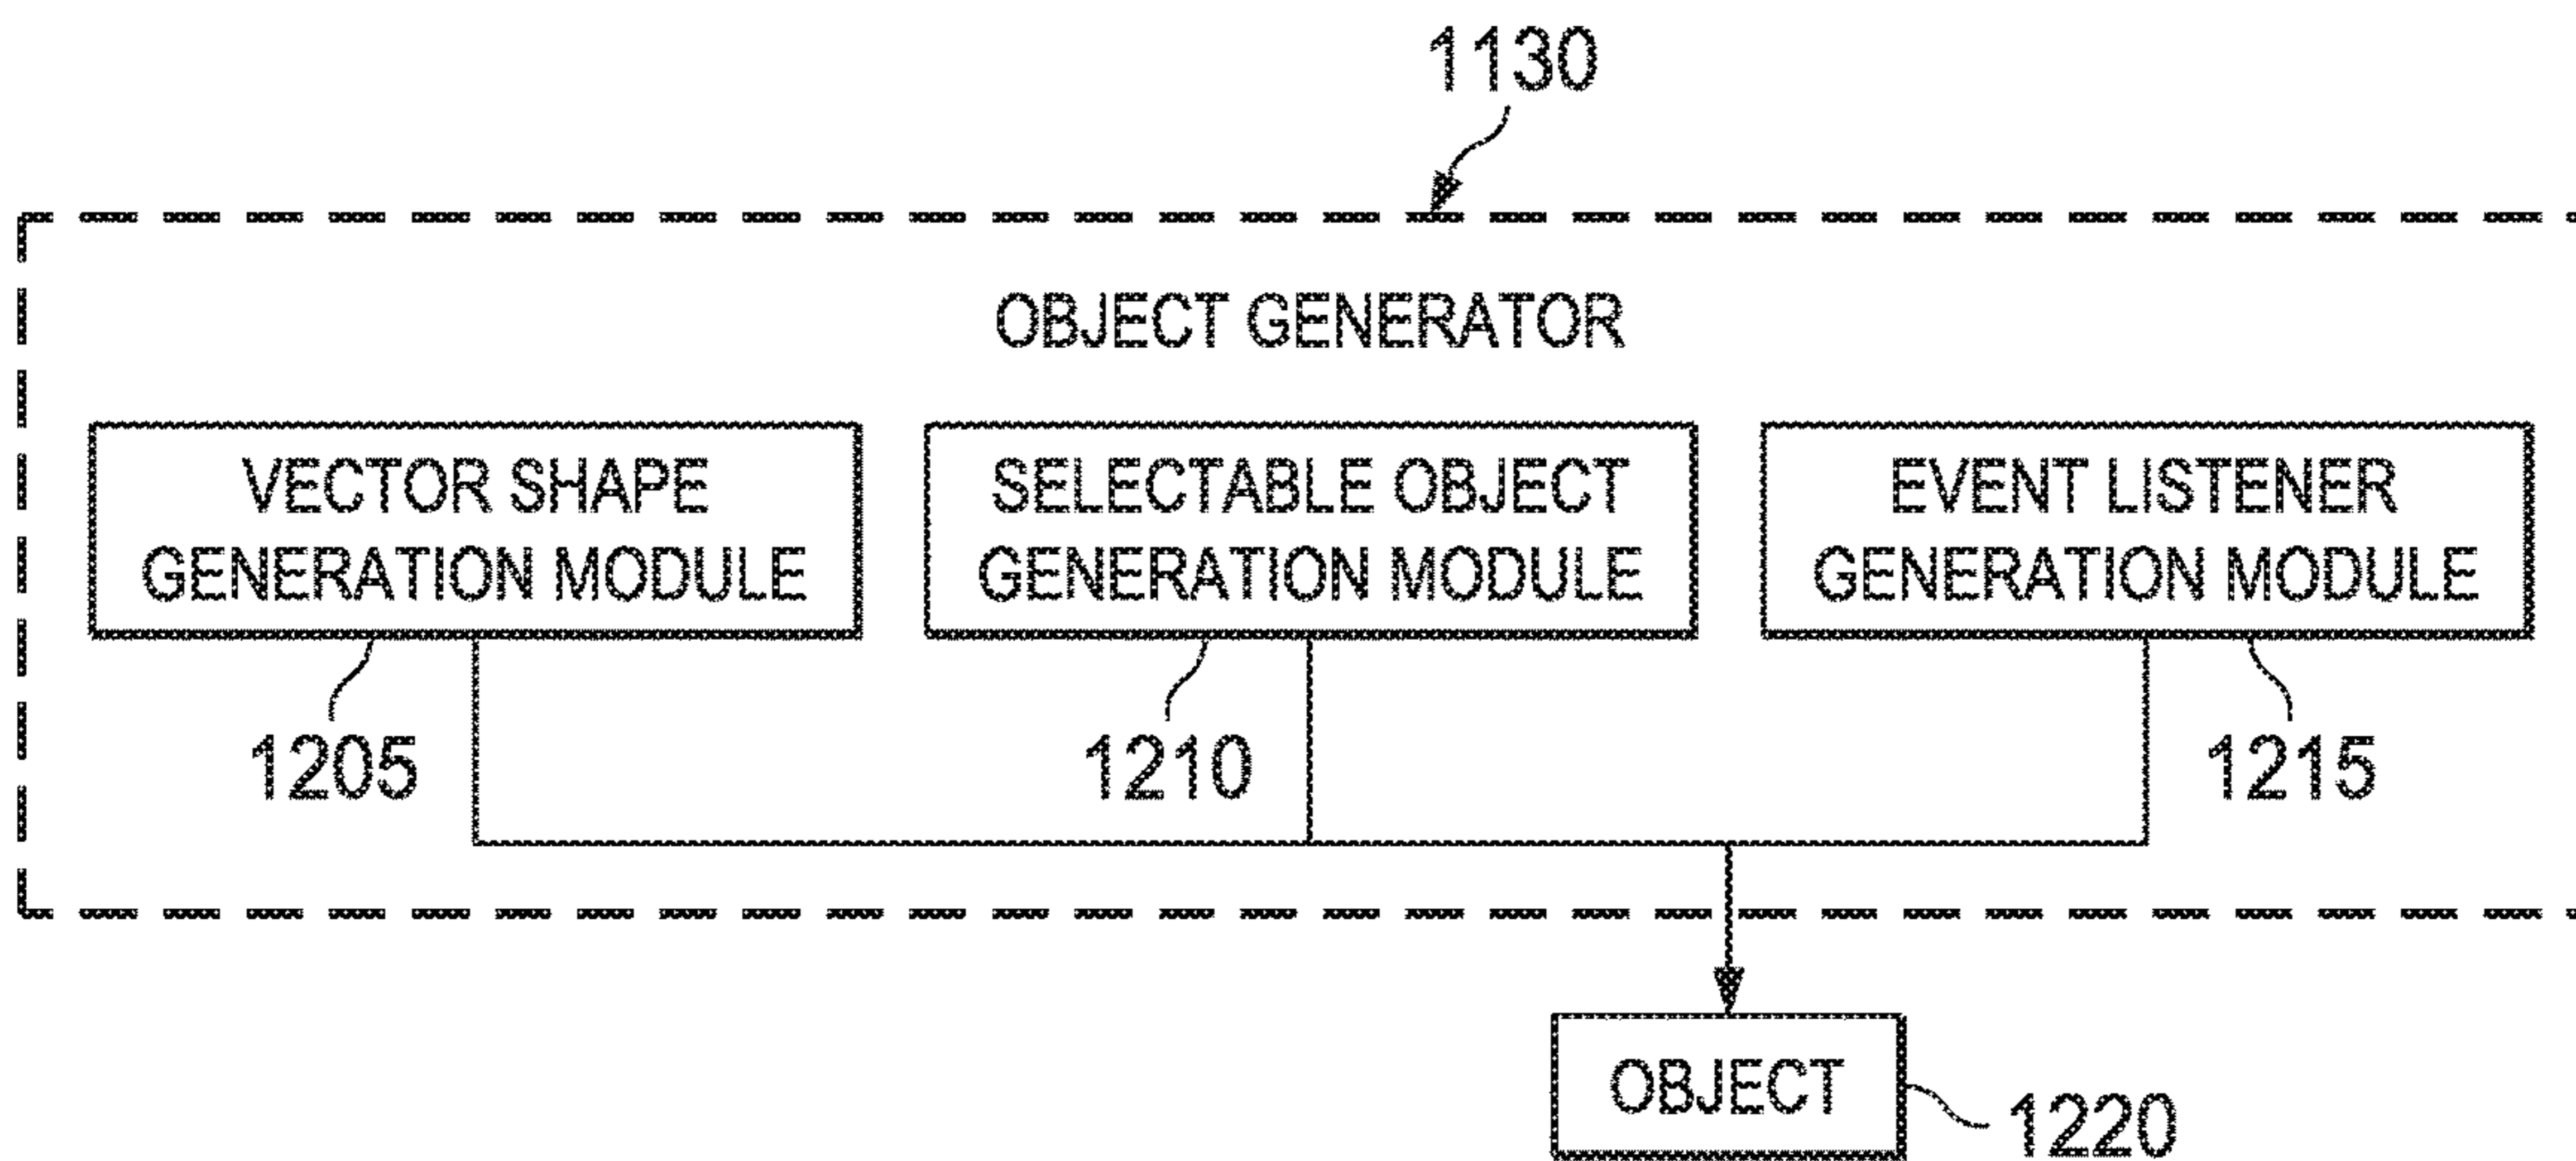 1130
OBJECT GENERATOR
VECTOR SHAPE
GENERATION MODULE
SELECTABLE OBJECT
GENERATION MODULE
EVENT LISTENER
GENERATION MODULE
1205
1210
1215
OBJECT
1220